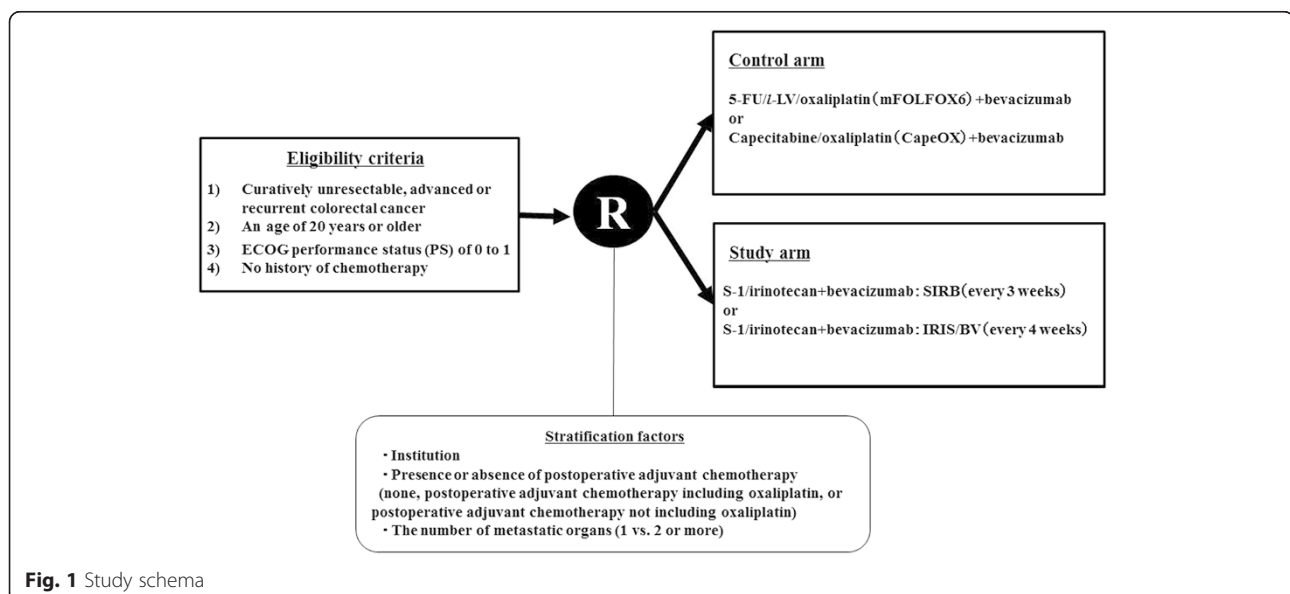 Eligibility criteria
1) Curatively unresectable, advanced or
recurrent colorectal cancer
2) An age of 20 years or older
3) ECOG performance status (PS) of 0 to 1
4) No history of chemotherapy
R
Control arm
5-FU/l-LV/oxaliplatin(mFOLFOX6)+bevacizumab
or
Capecitabine/oxaliplatin(CapeOX)+bevacizumab
Study arm
S-1/irinotecan+bevacizumab: SIRB(every 3 weeks)
or
S-1/irinotecan+bevacizumab: IRIS/BV(every 4 weeks)
Stratification factors
・Institution
・Presence or absence of postoperative adjuvant chemotherapy
(none, postoperative adjuvant chemotherapy including oxaliplatin, or
postoperative adjuvant chemotherapy not including oxaliplatin)
・The number of metastatic organs (1 vs. 2 or more)
Fig. 1 Study schema